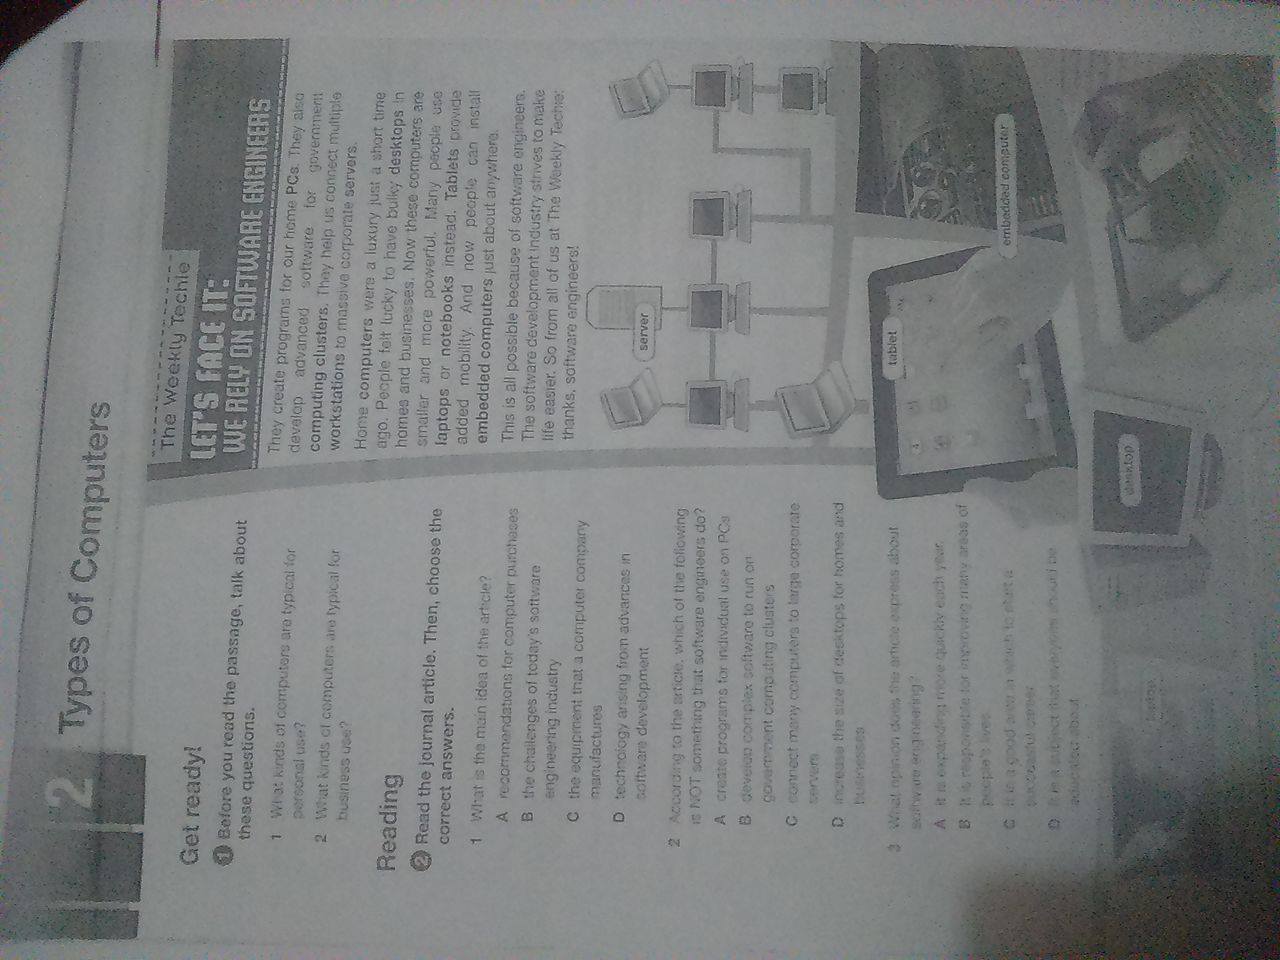 2 Types of Computers
Get ready!
1 Before you read the passage, talk about
these questions.
1 What kinds of computers are typical for
personal use?
2 What kinds of computers are typical for
business use?
Reading
2 Read the journal article. Then, choose the
correct answers.
1 What is the main idea of the article?
A recommendations for computer purchases
B the challenges of today's software
engineering industry
C the equipment that a computer company
manufactures
D technology arising from advances in
software development
2 According to the article, which of the following
is NOT something that software engineers do?
A create programs for individual use on PCs
B develop complex software to run on
government computing clusters
C connect many computers to large corporate
servers
D increase the size of desktops for homes and
businesses
3 What opinion does the article express about
software engineering?
A It is expanding more quickly each year.
B It is responsible for improving many areas of
people's lives.
C It is a good area in which to start a
successful career.
D It is a subject that everyone should be
educated about.
The Weekly Techie
LET'S FACE IT:
WE RELY ON SOFTWARE ENGINEERS
They create programs for our home PCs. They also
develop advanced software for government
computing clusters. They help us connect multiple
workstations to massive corporate servers.
Home computers were a luxury just a short time
ago. People felt lucky to have bulky desktops in
homes and businesses. Now these computers are
smaller and more powerful. Many people use
laptops or notebooks instead. Tablets provide
added mobility. And now people can install
embedded computers just about anywhere.
This is all possible because of software engineers.
The software development industry strives to make
life easier. So from all of us at The Weekly Techie:
thanks, software engineers!
server
tablet
embedded computer
desktop
laptop